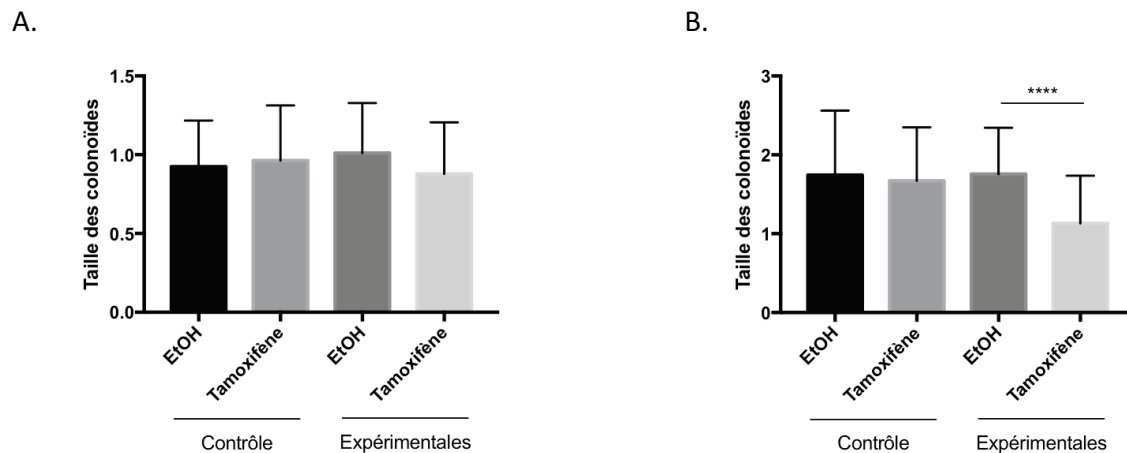 A.
Taille des colonoïdes
1.5
1.0
0.5
0.0
EtOH
Tamoxifène
EtOH
Tamoxifène
Contrôle
Expérimentales
B.
Taille des colonoïdes
3
2
1
0
****
EtOH
Tamoxifène
EtOH
Tamoxifène
Contrôle
Expérimentales